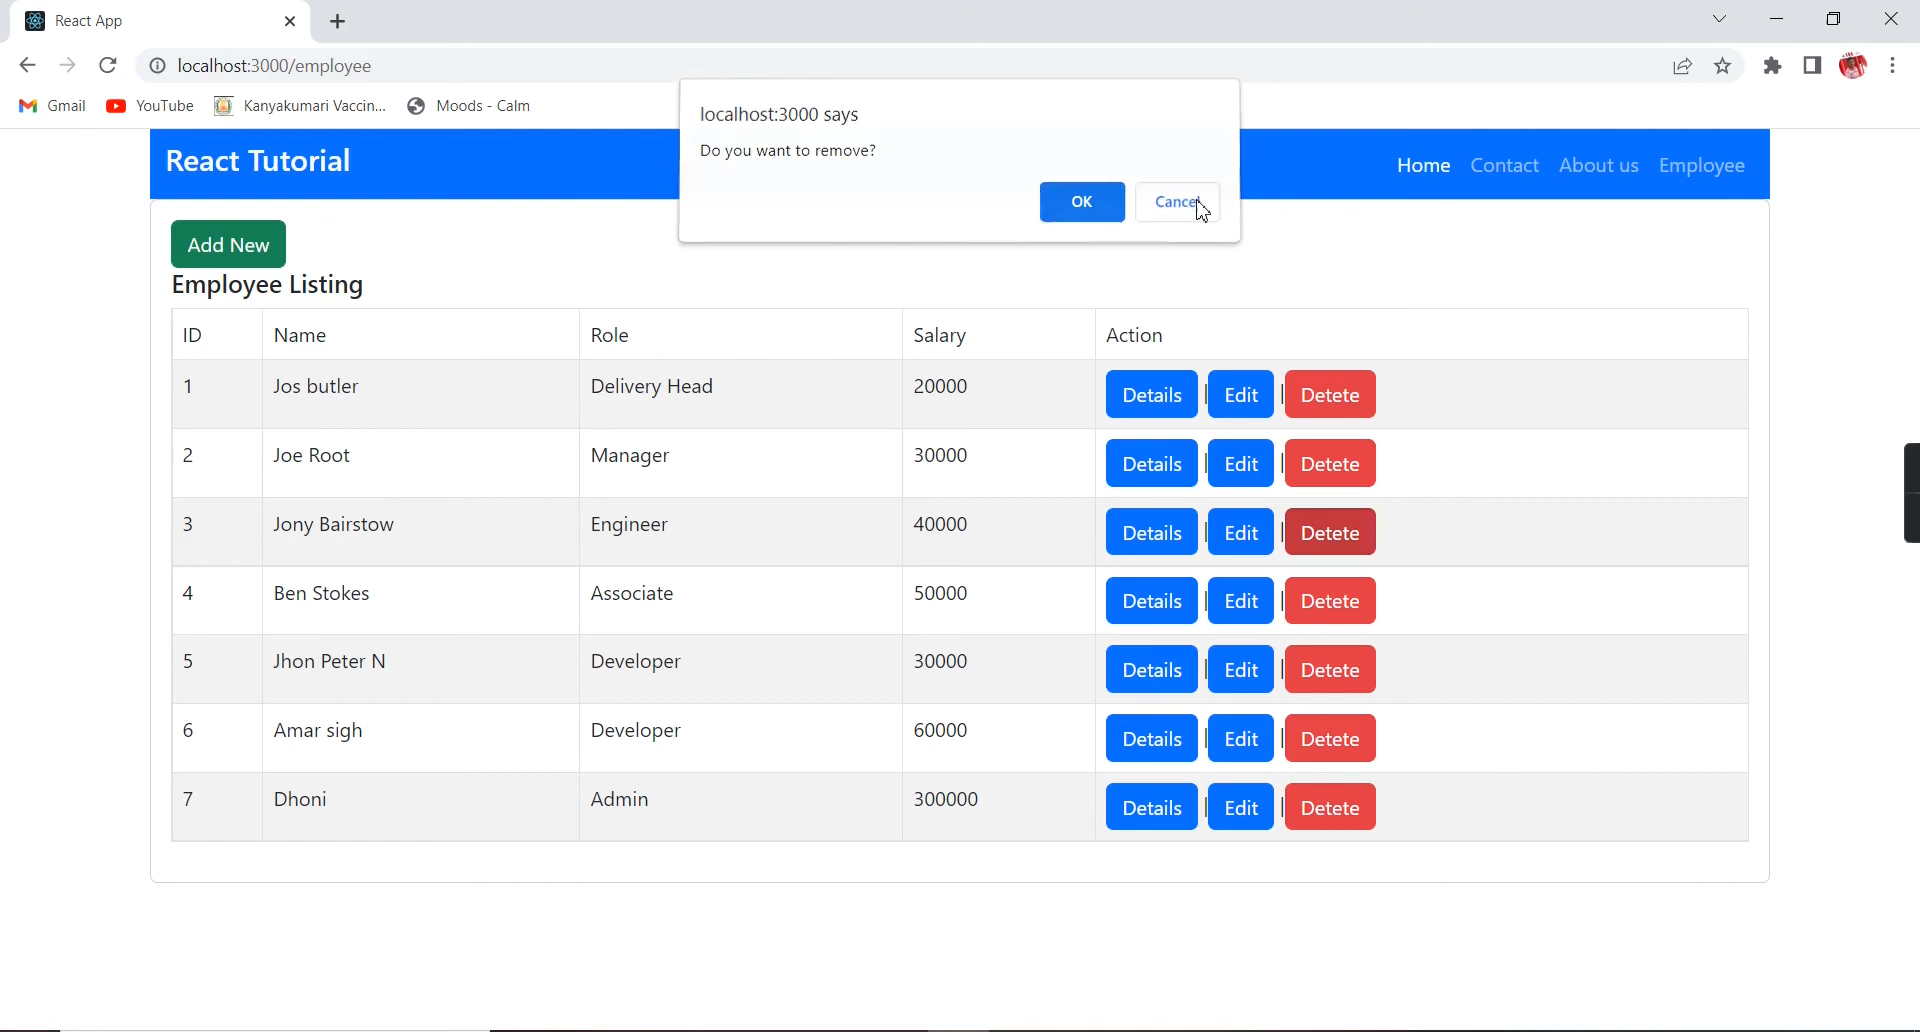 React App
localhost:3000/employee
Gmail YouTube Kanyakumari Vaccin... Moods - Calm
localhost:3000 says
Do you want to remove?
OK Cancel
React Tutorial Home Contact About us Employee
Add New
Employee Listing
ID Name Role Salary Action
1 Jos butler Delivery Head 20000 Details | Edit | Detete
2 Joe Root Manager 30000 Details | Edit | Detete
3 Jony Bairstow Engineer 40000 Details | Edit | Detete
4 Ben Stokes Associate 50000 Details | Edit | Detete
5 Jhon Peter N Developer 30000 Details | Edit | Detete
6 Amar sigh Developer 60000 Details | Edit | Detete
7 Dhoni Admin 300000 Details | Edit | Detete